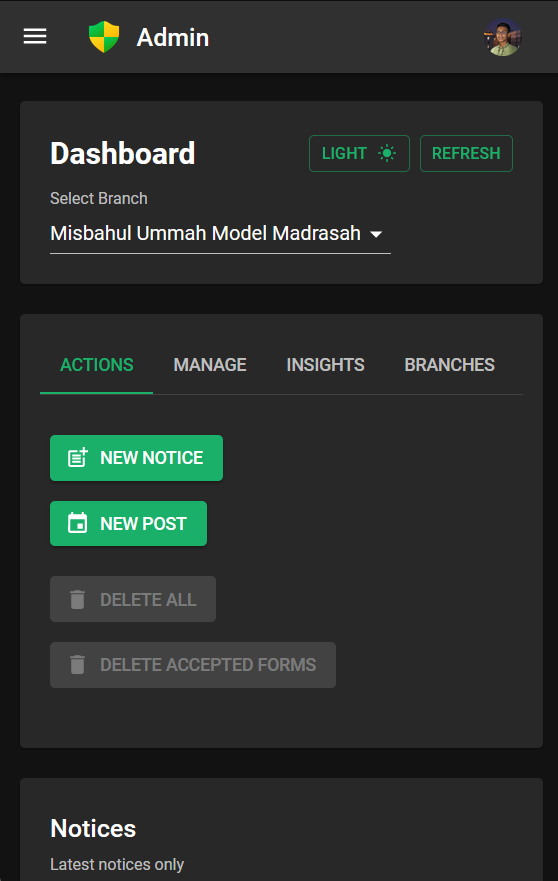 Admin
Dashboard
LIGHT
REFRESH
Select Branch
Misbahul Ummah Model Madrasah
ACTIONS
MANAGE
INSIGHTS
BRANCHES
NEW NOTICE
NEW POST
DELETE ALL
DELETE ACCEPTED FORMS
Notices
Latest notices only